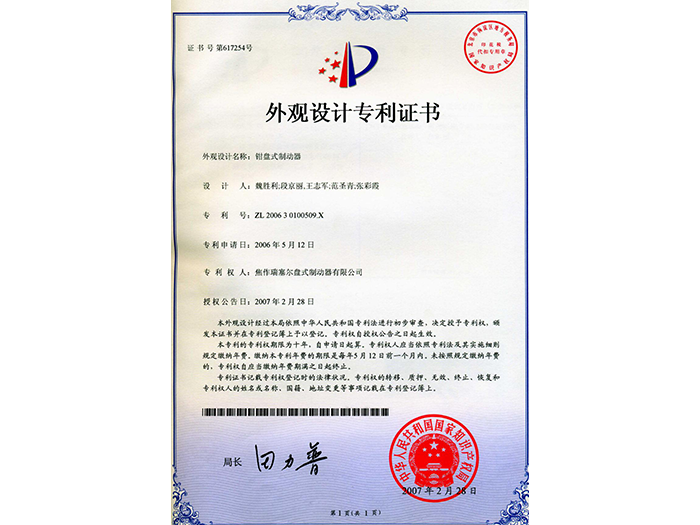 证书号第617254号
印花税
代扣专用章
外观设计专利证书
外观设计名称：钳盘式制动器
设计人：魏胜利;段京丽,王志军;范圣青;张彩霞
专利号：ZL 2006 3 0100509.X
专利申请日：2006年5月12日
专利权人：焦作瑞塞尔盘式制动器有限公司
授权公告日：2007年2月28日
本外观设计经过本局依照中华人民共和国专利法进行初步审查，决定授予专利权，颁
发本证书并在专利登记簿上予以登记。专利权自授权公告之日起生效。
本专利的专利权期限为十年，自申请日起算。专利权人应当依照专利法及其实施细则
规定缴纳年费。缴纳本专利年费的期限是每年5月12日前一个月内。未按照规定缴纳年费
的，专利权自应当缴纳年费期满之日起终止。
专利证书记载专利权登记时的法律状况。专利权的转移、质押、无效、终止、恢复和
专利权人的姓名或名称、国籍、地址变更等事项记载在专利登记簿上。
局长 田力普
中华人民共和国国家知识产权局
2007年2月28日
第1页(共1页)